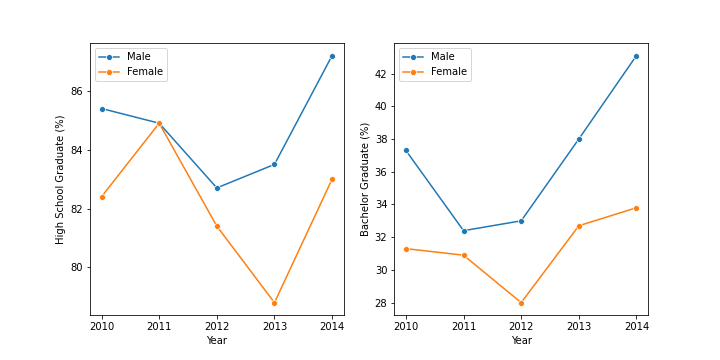 Male
Female
High School Graduate (%)
86
84
82
80
2010 2011 2012 2013 2014
Year
Male
Female
Bachelor Graduate (%)
42
40
38
36
34
32
30
28
2010 2011 2012 2013 2014
Year